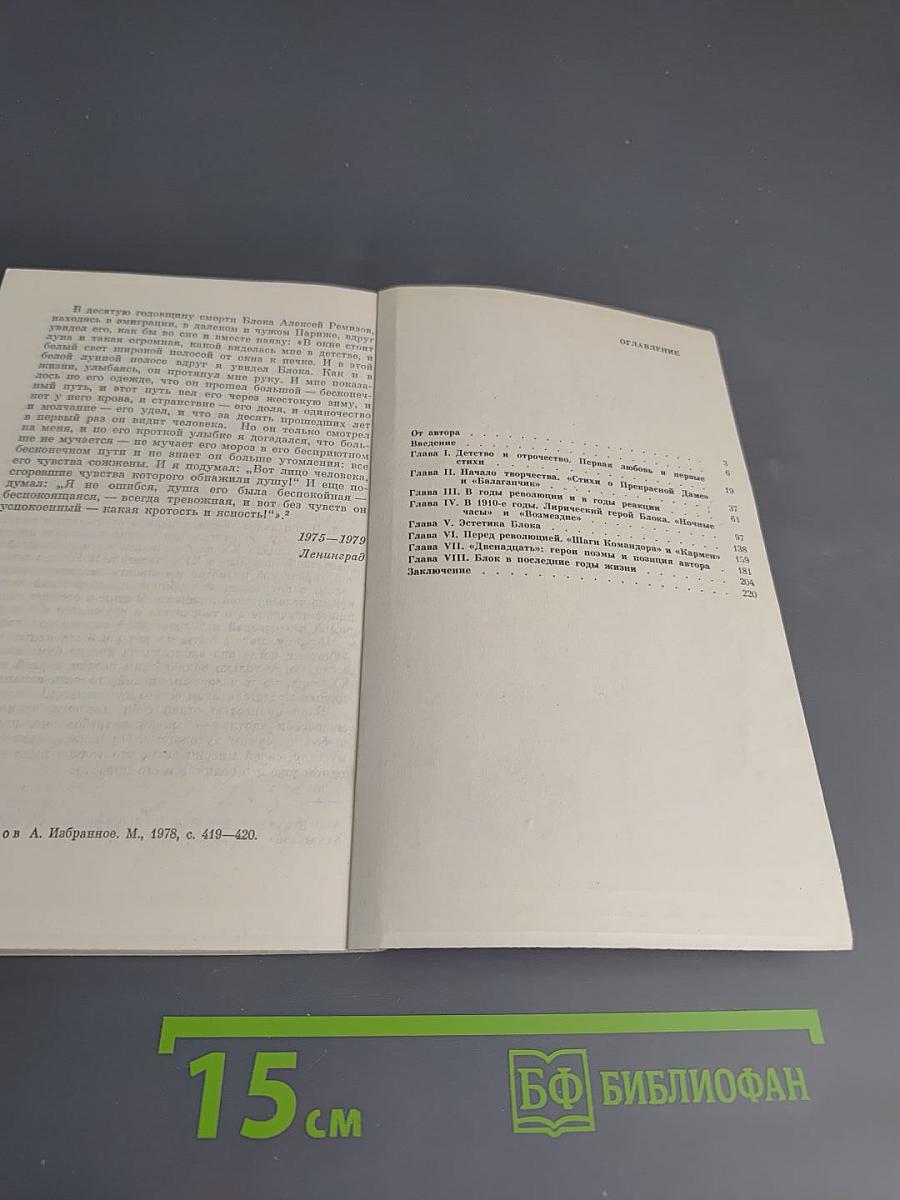 В десятую годовщину смерти Блока Алексей Ремизов,
находясь в эмиграции, в далеком и чужом Париже, вдруг
увидел его, как бы во сне и вместе наяву: «В окне стоит
луна и такая огромная, какой виделась мне в детстве, и
белый свет широкой полосой от окна к печке. И в этой
белой лунной полосе вдруг я увидел Блока. Как и в
жизни, улыбаясь, он протянул мне руку. И мне показа-
лось по его одежде, что он прошел большой — бесконеч-
ный путь, и этот путь вел его через жестокую зиму, и
нет у него крова, и странствие — его доля, и одиночество
и молчание — его удел, и что за десять прошедших лет
в первый раз он видит человека. Но он только смотрел
на меня, и по его кроткой улыбке я догадался, что боль-
ше не мучается — не мучает его мороз в его бесприютном
бесконечном пути и не знает он больше утомления: все
его чувства сожжены. И я подумал: „Вот лицо человека,
сгоревшие чувства которого обнажили душу!“ И еще по-
думал: „Я не ошибся, душа его была беспокойная —
беспокоящаяся, — всегда тревожная, и вот без чувств он
успокоенный — какая кротость и ясность!“».²
1975—1979
Ленинград
ов А. Избранное. М., 1978, с. 419—420.
ОГЛАВЛЕНИЕ
От автора 3
Введение 6
Глава I. Детство и отрочество. Первая любовь и первые
стихи 19
Глава II. Начало творчества. «Стихи о Прекрасной Даме»
и «Балаганчик» 37
Глава III. В годы революции и в годы реакции 61
Глава IV. В 1910-е годы. Лирический герой Блока. «Ночные
часы» и «Возмездие» 97
Глава V. Эстетика Блока 138
Глава VI. Перед революцией. «Шаги Командора» и «Кармен» 159
Глава VII. «Двенадцать»: герои поэмы и позиция автора 181
Глава VIII. Блок в последние годы жизни 204
Заключение 220
15 см
БФ БИБЛИОФАН